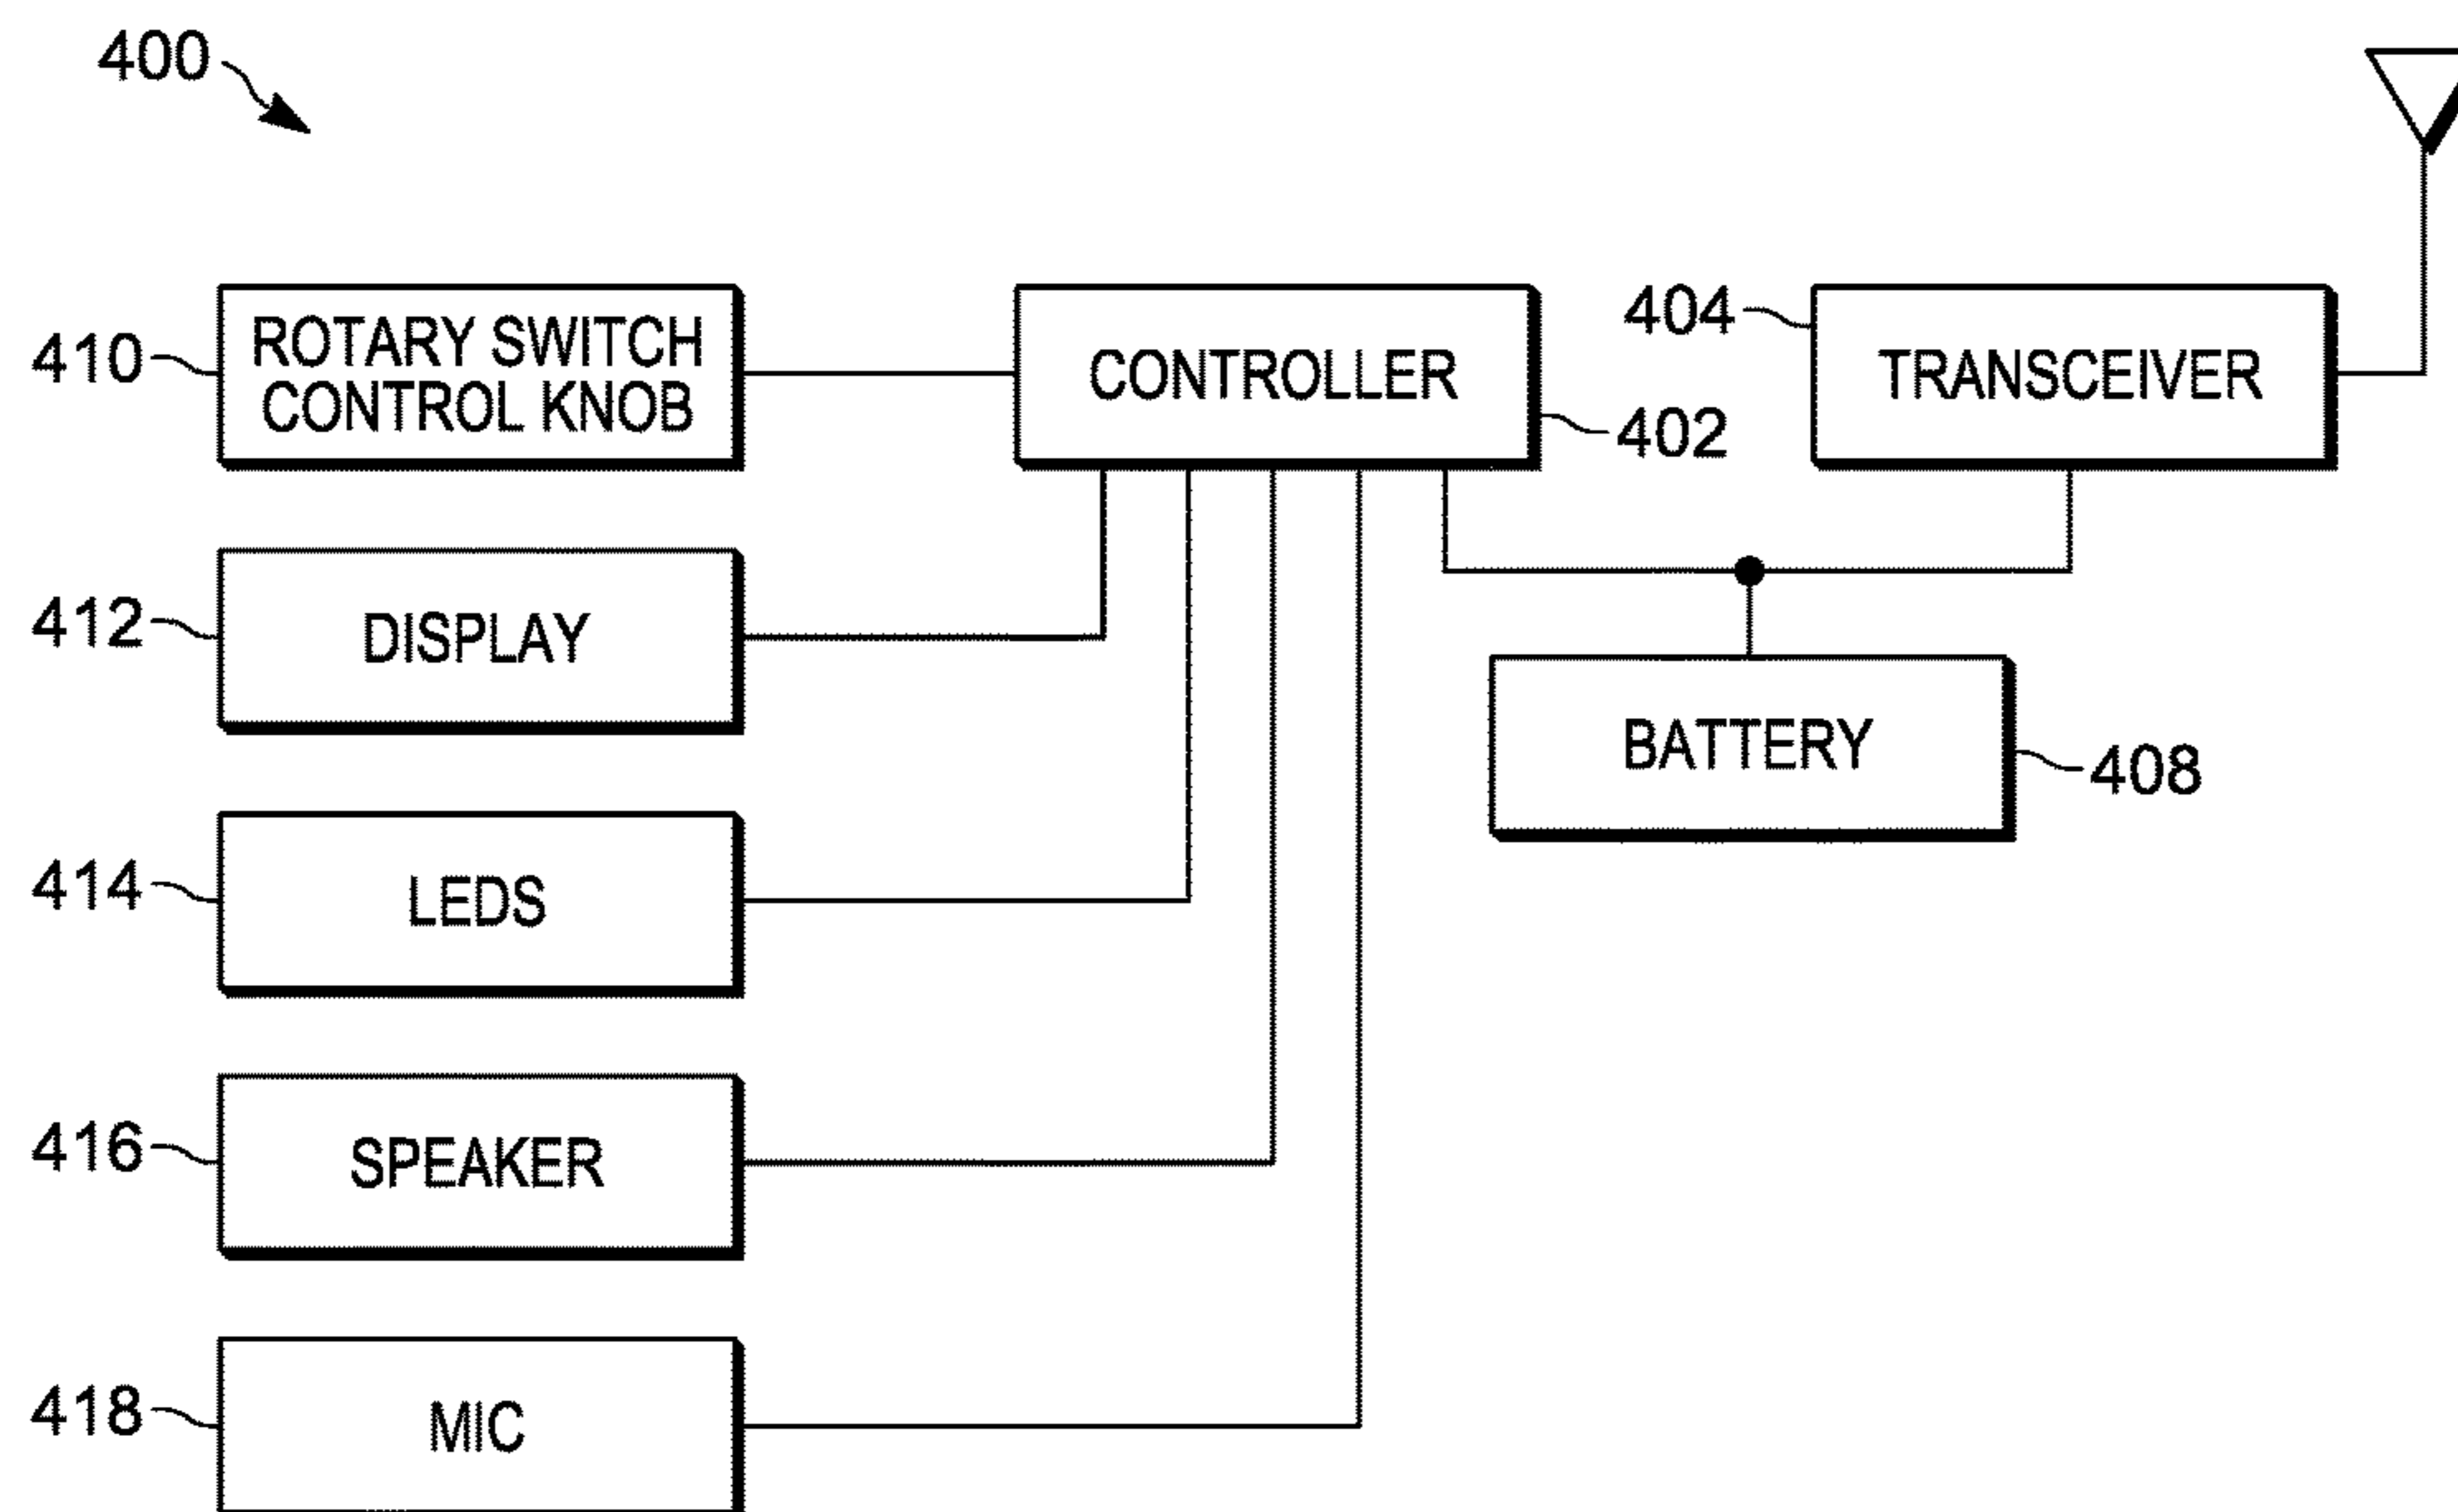 400
410
ROTARY SWITCH
CONTROL KNOB
CONTROLLER
402
404
TRANSCEIVER
412
DISPLAY
BATTERY
408
414
LEDS
416
SPEAKER
418
MIC